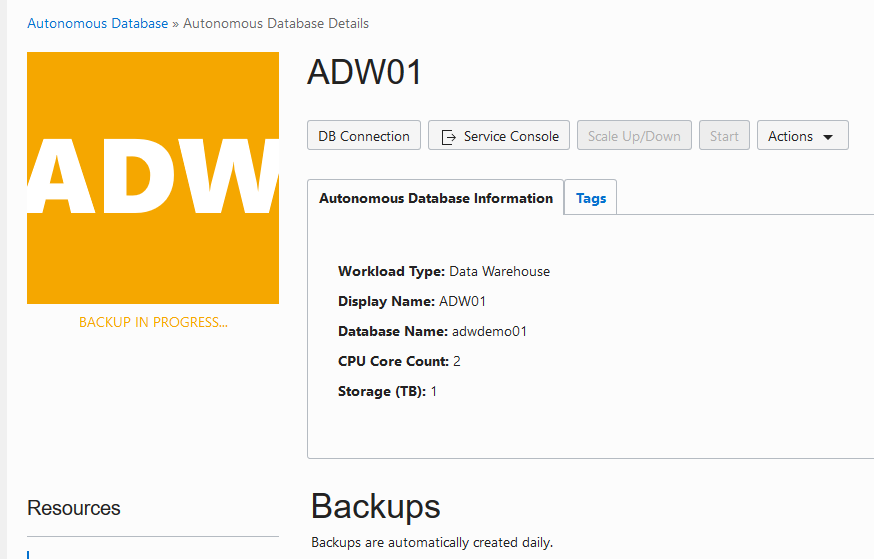 Autonomous Database » Autonomous Database Details
ADW
BACKUP IN PROGRESS...
ADW01
DB Connection Service Console Scale Up/Down Start Actions
Autonomous Database Information Tags
Workload Type: Data Warehouse
Display Name: ADW01
Database Name: adwdemo01
CPU Core Count: 2
Storage (TB): 1
Resources
Backups
Backups are automatically created daily.